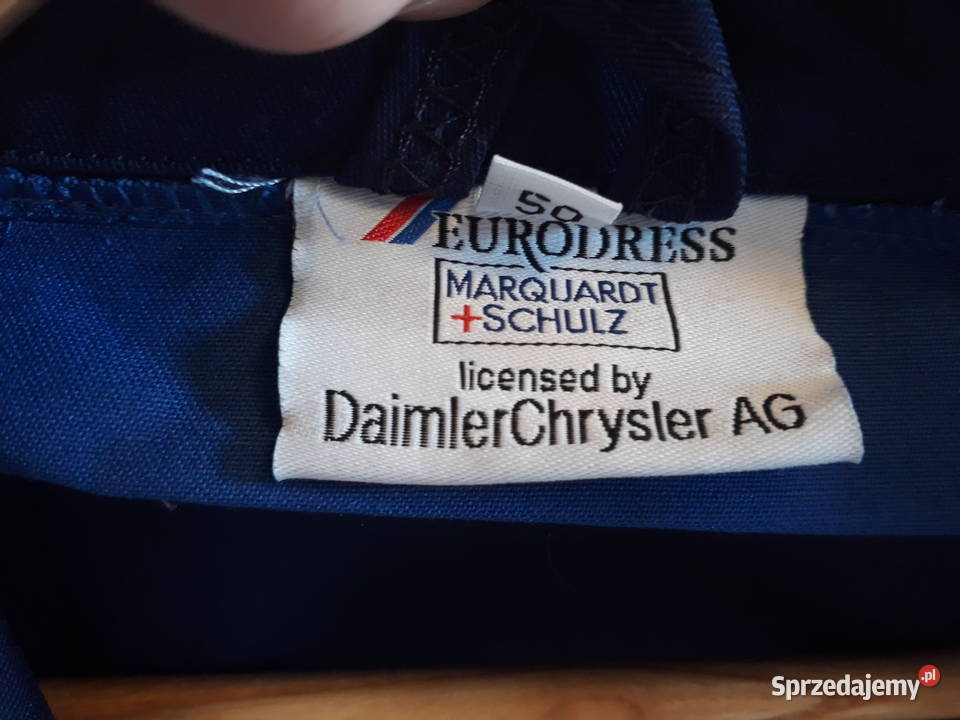 50
EURODRESS
MARQUARDT
+SCHULZ
licensed by
DaimlerChrysler AG
Sprzedajemy.pl